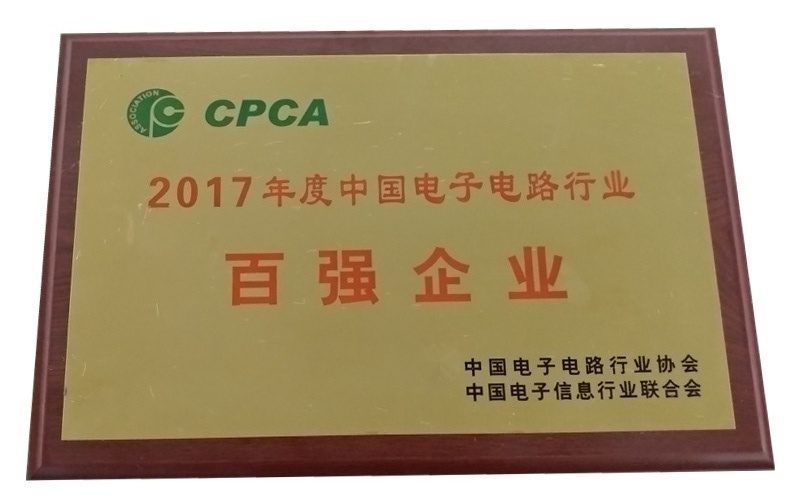 ASSOCIATION
CPCA
2017年度中国电子电路行业
百强企业
中国电子电路行业协会
中国电子信息行业联合会